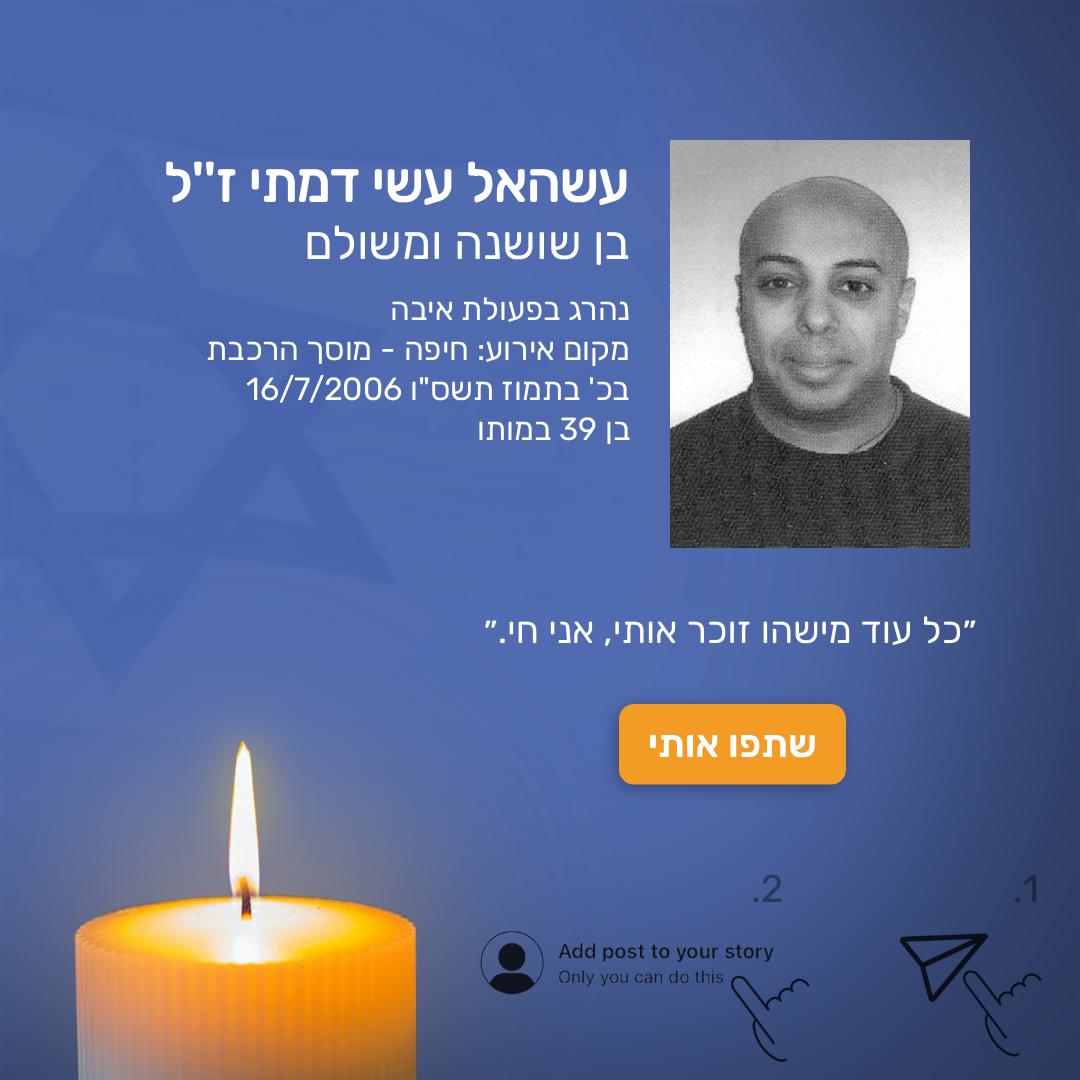 עשהאל עשי דמתי ז"ל
בן שושנה ומשולם
נהרג בפעולת איבה
מקום אירוע: חיפה - מוסך הרכבת
בכ' בתמוז תשס"ו 16/7/2006
בן 39 במותו
״כל עוד מישהו זוכר אותי, אני חי.״
שתפו אותי
1.
2.
Add post to your story
Only you can do this